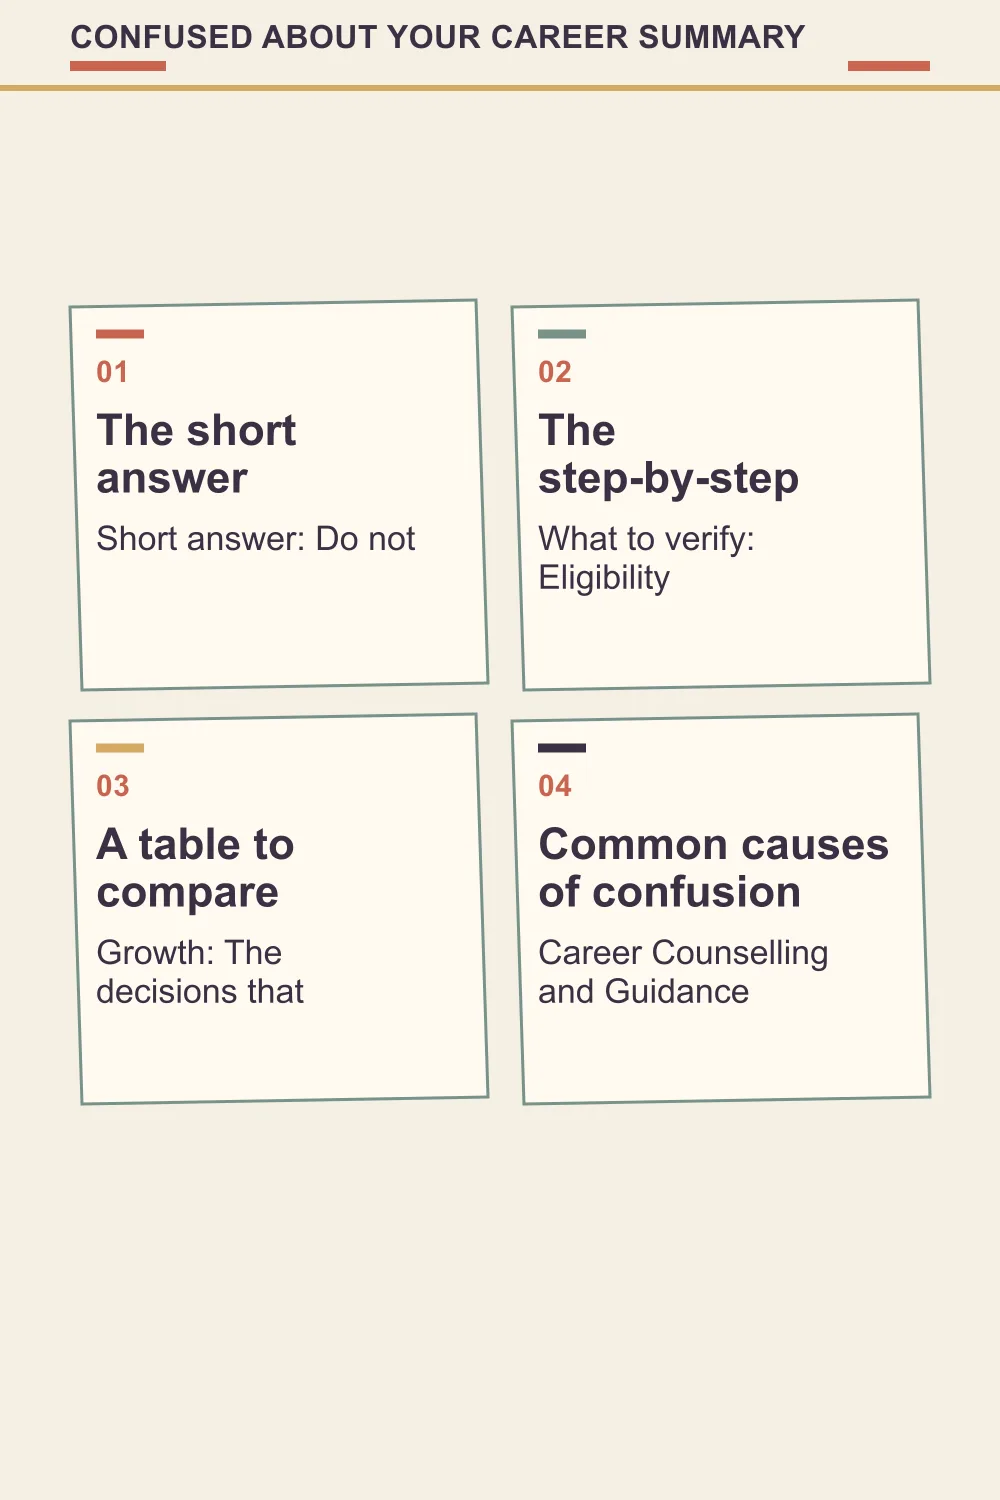 CONFUSED ABOUT YOUR CAREER SUMMARY
01
The short
answer
Short answer: Do not
02
The
step-by-step
What to verify:
Eligibility
03
A table to
compare
Growth: The
decisions that
04
Common causes
of confusion
Career Counselling
and Guidance